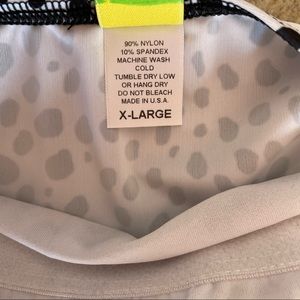 90% NYLON
10% SPANDEX
MACHINE WASH
COLD
TUMBLE DRY LOW
OR HANG DRY
DO NOT BLEACH
MADE IN U.S.A.
X-LARGE